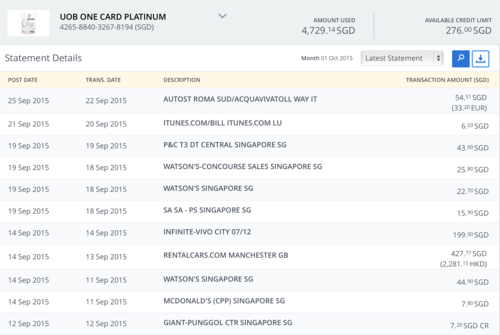 UOB ONE CARD PLATINUM
4265-8840-3267-8194 (SGD)
AMOUNT USED
4,729.14 SGD
AVAILABLE CREDIT LIMIT
276.00 SGD
Statement Details
Month 01 Oct 2015
Latest Statement
POST DATE TRANS. DATE DESCRIPTION TRANSACTION AMOUNT (SGD)
25 Sep 2015 22 Sep 2015 AUTOST ROMA SUD/ACQUAVIVATOLL WAY IT 54.51 SGD
(33.20 EUR)
21 Sep 2015 20 Sep 2015 ITUNES.COM/BILL ITUNES.COM LU 6.03 SGD
19 Sep 2015 19 Sep 2015 P&C T3 DT CENTRAL SINGAPORE SG 43.00 SGD
19 Sep 2015 18 Sep 2015 WATSON'S-CONCOURSE SALES SINGAPORE SG 25.80 SGD
19 Sep 2015 18 Sep 2015 WATSON'S SINGAPORE SG 22.70 SGD
19 Sep 2015 18 Sep 2015 SA SA - PS SINGAPORE SG 15.90 SGD
14 Sep 2015 14 Sep 2015 INFINITE-VIVO CITY 07/12 199.00 SGD
14 Sep 2015 13 Sep 2015 RENTALCARS.COM MANCHESTER GB 427.77 SGD
(2,281.15 HKD)
14 Sep 2015 11 Sep 2015 WATSON'S SINGAPORE SG 44.90 SGD
14 Sep 2015 11 Sep 2015 MCDONALD'S (CPP) SINGAPORE SG 7.80 SGD
12 Sep 2015 12 Sep 2015 GIANT-PUNGGOL CTR SINGAPORE SG 7.20 SGD CR